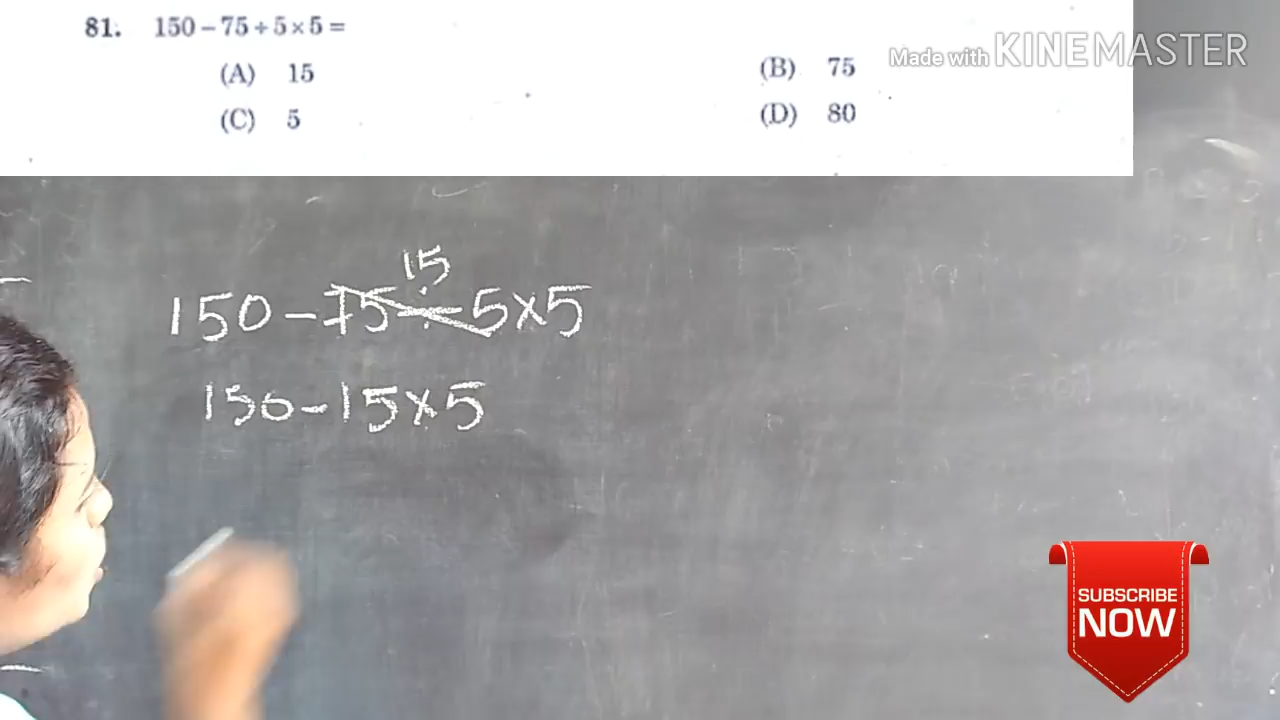 81. 150 – 75 ÷ 5 × 5 =
(A) 15
(B) 75
(C) 5
(D) 80
Made with KINEMASTER
15
150 - 75 ÷ 5 × 5
150 - 15 × 5
SUBSCRIBE
NOW